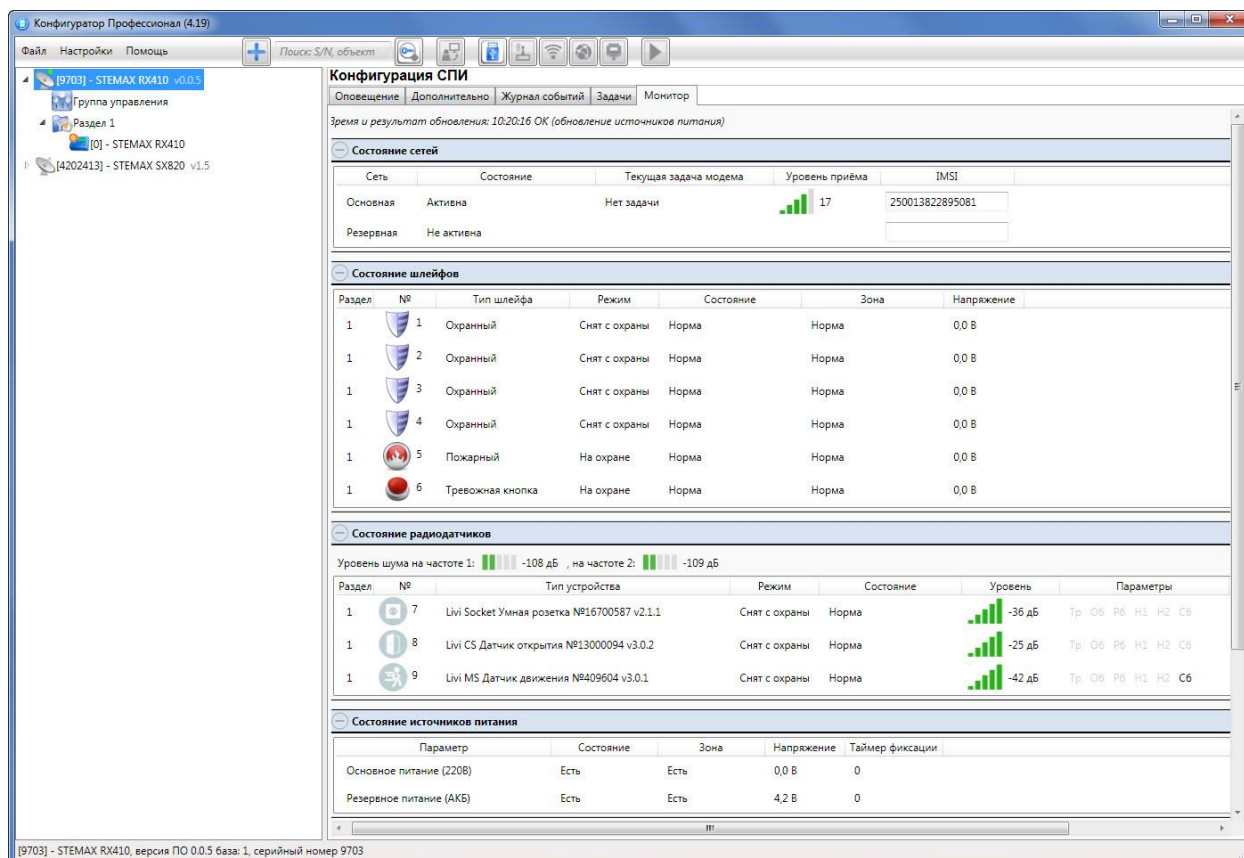 Конфигуратор Профессионал (4.19)
Файл Настройки Помощь Поиск: S/N, объект
[9703] - STEMAX RX410 v0.0.5
Группа управления
Раздел 1
[0] - STEMAX RX410
[4202413] - STEMAX SX820 v1.5
Конфигурация СПИ
Оповещение Дополнительно Журнал событий Задачи Монитор
Время и результат обновления: 10:20:16 OK (обновление источников питания)
Состояние сетей
Сеть Состояние Текущая задача модема Уровень приёма IMSI
Основная Активна Нет задачи 17 250013822895081
Резервная Не активна
Состояние шлейфов
Раздел № Тип шлейфа Режим Состояние Зона Напряжение
1 1 Охранный Снят с охраны Норма Норма 0,0 В
1 2 Охранный Снят с охраны Норма Норма 0,0 В
1 3 Охранный Снят с охраны Норма Норма 0,0 В
1 4 Охранный Снят с охраны Норма Норма 0,0 В
1 5 Пожарный На охране Норма Норма 0,0 В
1 6 Тревожная кнопка На охране Норма Норма 0,0 В
Состояние радиодатчиков
Уровень шума на частоте 1: -108 дБ , на частоте 2: -109 дБ
Раздел № Тип устройства Режим Состояние Уровень Параметры
1 7 Livi Socket Умная розетка №16700587 v2.1.1 Снят с охраны Норма -36 дБ Тр Об Рб Н1 Н2 Сб
1 8 Livi CS Датчик открытия №13000094 v3.0.2 Снят с охраны Норма -25 дБ Тр Об Рб Н1 Н2 Сб
1 9 Livi MS Датчик движения №409604 v3.0.1 Снят с охраны Норма -42 дБ Тр Об Рб Н1 Н2 Сб
Состояние источников питания
Параметр Состояние Зона Напряжение Таймер фиксации
Основное питание (220В) Есть Есть 0,0 В 0
Резервное питание (АКБ) Есть Есть 4,2 В 0
[9703] - STEMAX RX410, версия ПО 0.0.5 база: 1, серийный номер 9703